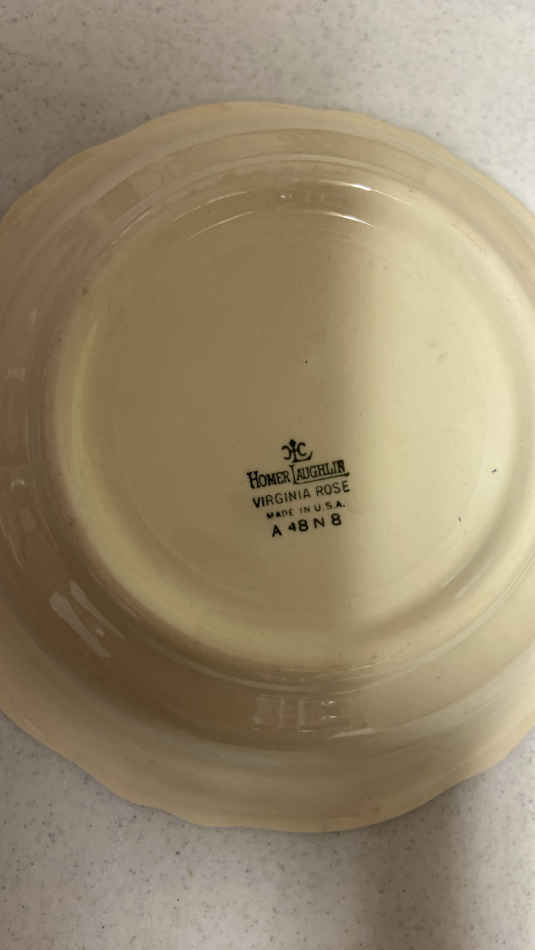 HLC
HOMER LAUGHLIN
VIRGINIA ROSE
MADE IN U.S.A.
A 48 N 8